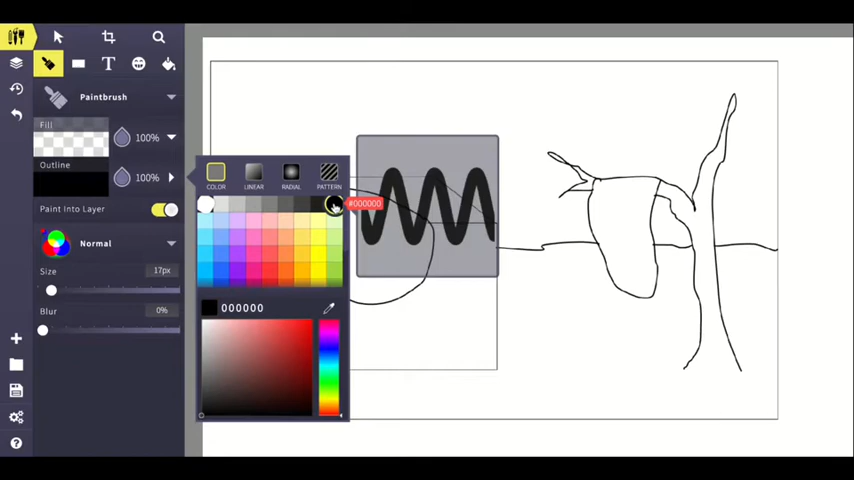 Paintbrush
Fill
100%
Outline
100%
Paint Into Layer
Normal
Size
17px
Blur
0%
COLOR
LINEAR
RADIAL
PATTERN
#000000
000000
T
?